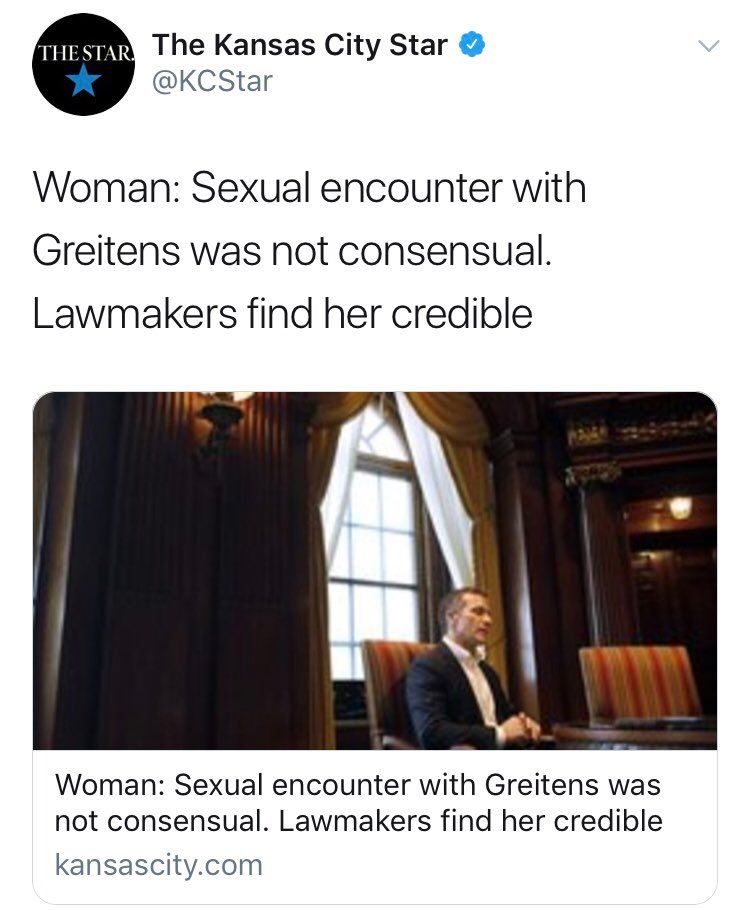 THE STAR.
The Kansas City Star
@KCStar
Woman: Sexual encounter with
Greitens was not consensual.
Lawmakers find her credible
Woman: Sexual encounter with Greitens was
not consensual. Lawmakers find her credible
kansascity.com